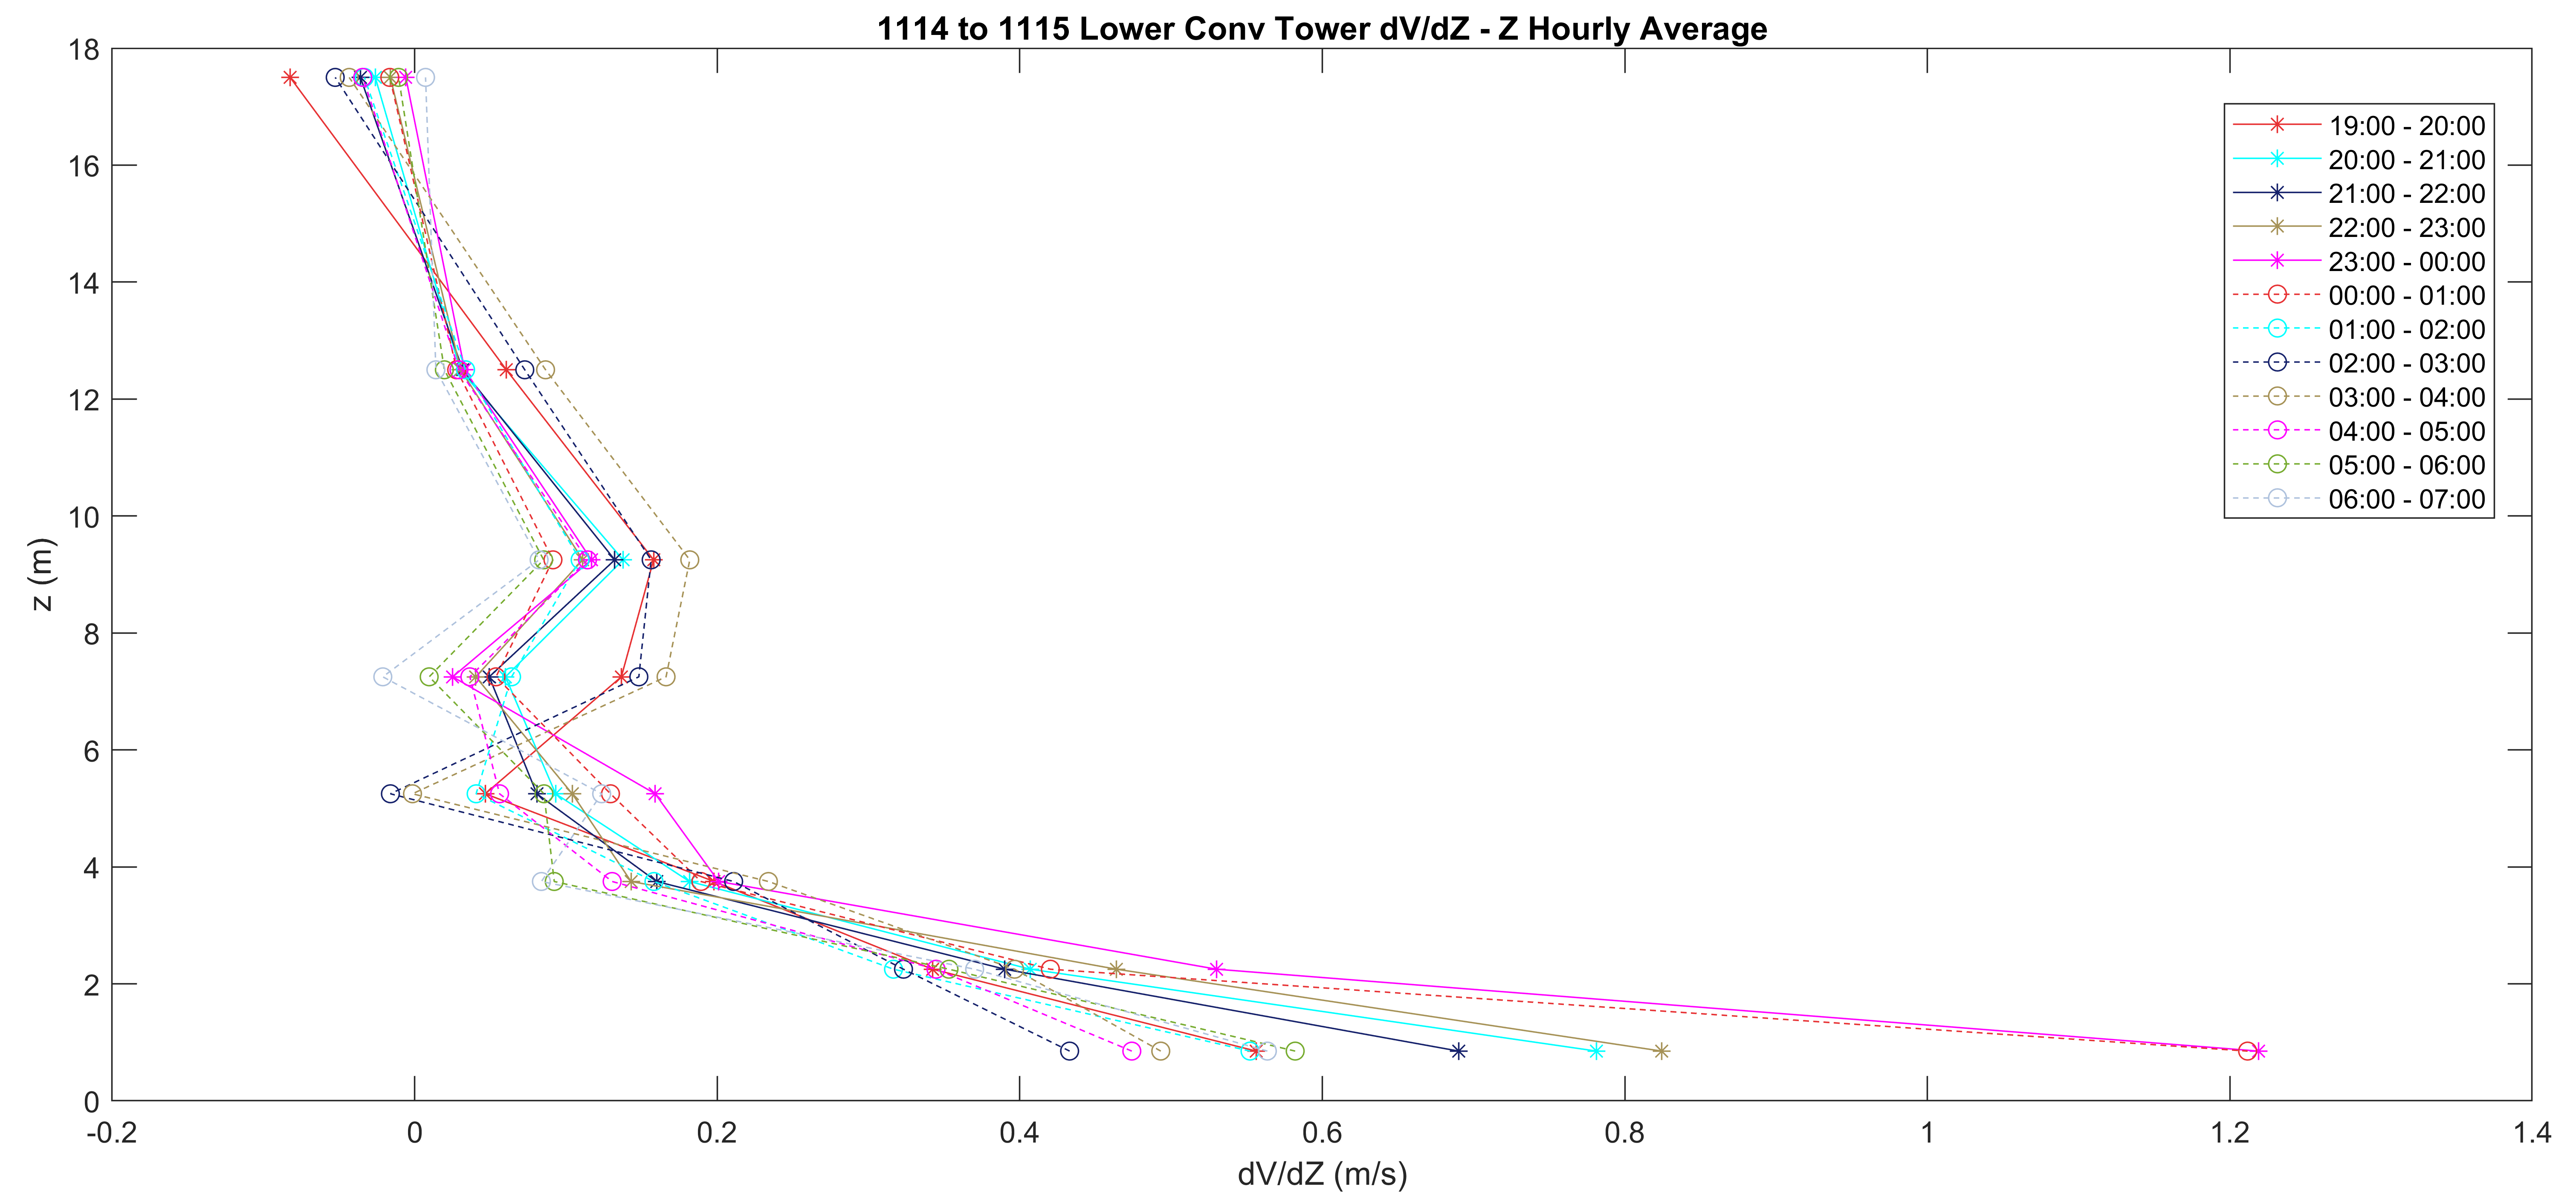 1114 to 1115 Lower Conv Tower dV/dZ - Z Hourly Average
18
16
14
12
10
8
6
4
2
0
z (m)
19:00 - 20:00
20:00 - 21:00
21:00 - 22:00
22:00 - 23:00
23:00 - 00:00
00:00 - 01:00
01:00 - 02:00
02:00 - 03:00
03:00 - 04:00
04:00 - 05:00
05:00 - 06:00
06:00 - 07:00
-0.2 0 0.2 0.4 0.6 0.8 1 1.2 1.4
dV/dZ (m/s)